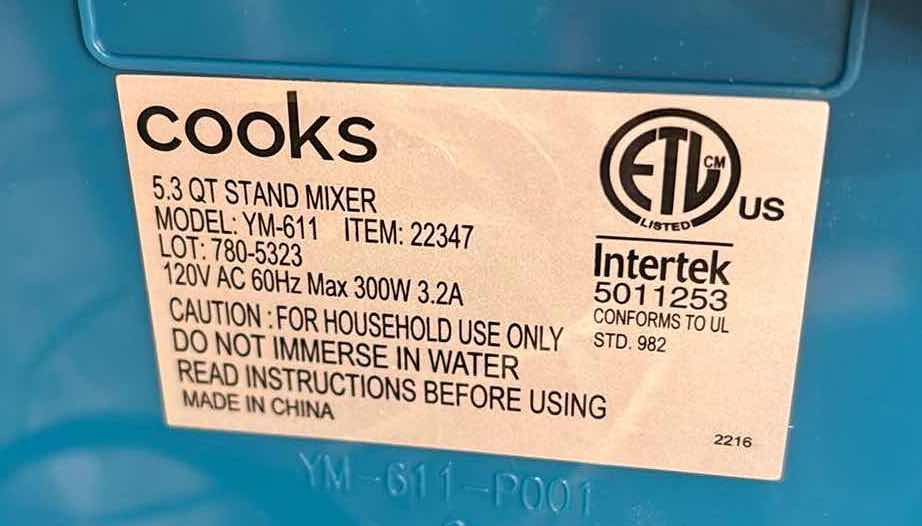 cooks
5.3 QT STAND MIXER
MODEL: YM-611 ITEM: 22347
LOT: 780-5323
120V AC 60Hz Max 300W 3.2A
CAUTION : FOR HOUSEHOLD USE ONLY
DO NOT IMMERSE IN WATER
READ INSTRUCTIONS BEFORE USING
MADE IN CHINA
ETL CM
LISTED
US
Intertek
5011253
CONFORMS TO UL
STD. 982
2216
YM-611-P001